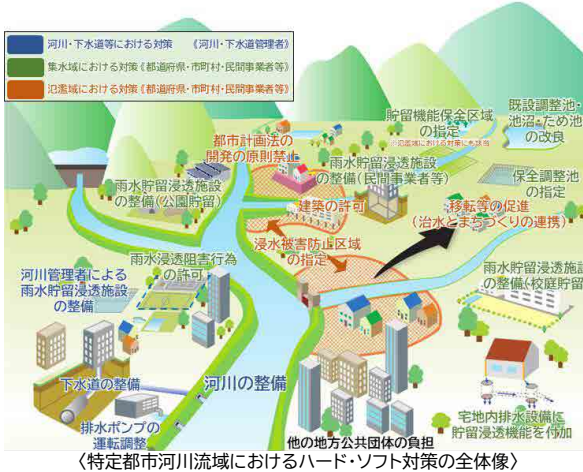 河川・下水道等における対策 《河川・下水道管理者》
集水域における対策《都道府県・市町村・民間事業者等》
氾濫域における対策《都道府県・市町村・民間事業者等》
貯留機能保全区域
の指定
※氾濫域における対策にも該当
既設調整池・
池沼・ため池
の改良
都市計画法の
開発の原則禁止
雨水貯留浸透施設
の整備(民間事業者等)
保全調整池
の指定
雨水貯留浸透施設
の整備(公園貯留)
建築の許可
移転等の促進
(治水とまちづくりの連携)
浸水被害防止区域
の指定
雨水浸透阻害行為
の許可
河川管理者による
雨水貯留浸透施設
の整備
雨水貯留浸透施設
の整備(校庭貯留)
下水道の整備
河川の整備
排水ポンプの
運転調整
宅地内排水設備に
貯留浸透機能を付加
他の地方公共団体の負担
〈特定都市河川流域におけるハード・ソフト対策の全体像〉